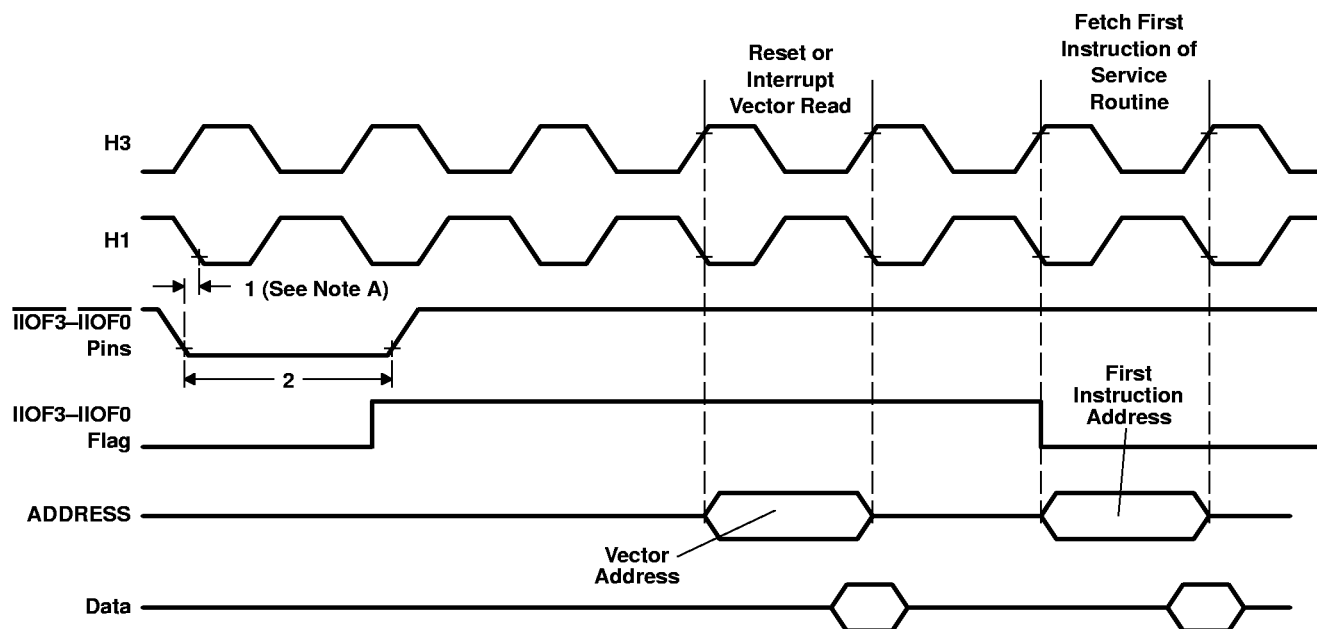 Reset or
Interrupt
Vector Read
Fetch First
Instruction of
Service
Routine
H3
H1
1 (See Note A)
IIOF3–IIOF0
Pins
2
IIOF3–IIOF0
Flag
First
Instruction
Address
ADDRESS
Vector
Address
Data